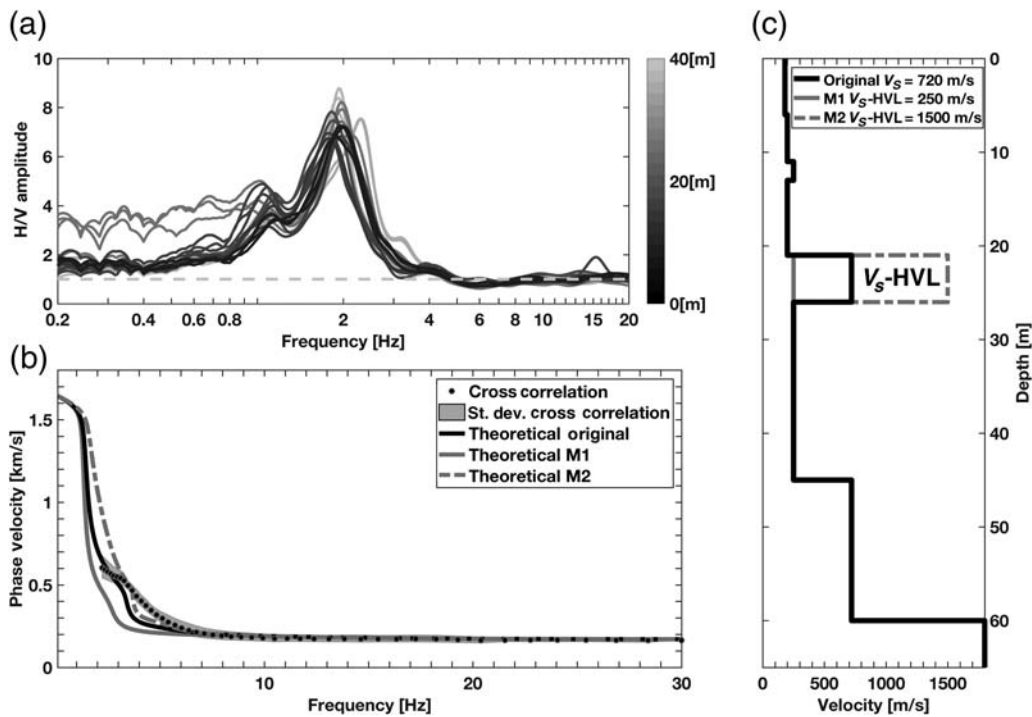 (a)
10
8
6
4
2
0
H/V amplitude
0.2 0.4 0.6 0.8 2 4 6 8 10 15 20
Frequency [Hz]
40[m]
20[m]
0[m]
(b)
1.5
1
0.5
0
Phase velocity [km/s]
10 20 30
Frequency [Hz]
Cross correlation
St. dev. cross correlation
Theoretical original
Theoretical M1
Theoretical M2
(c)
Original VS = 720 m/s
M1 VS-HVL = 250 m/s
M2 VS-HVL = 1500 m/s
VS-HVL
0
10
20
30
40
50
60
Depth [m]
0 500 1000 1500
Velocity [m/s]